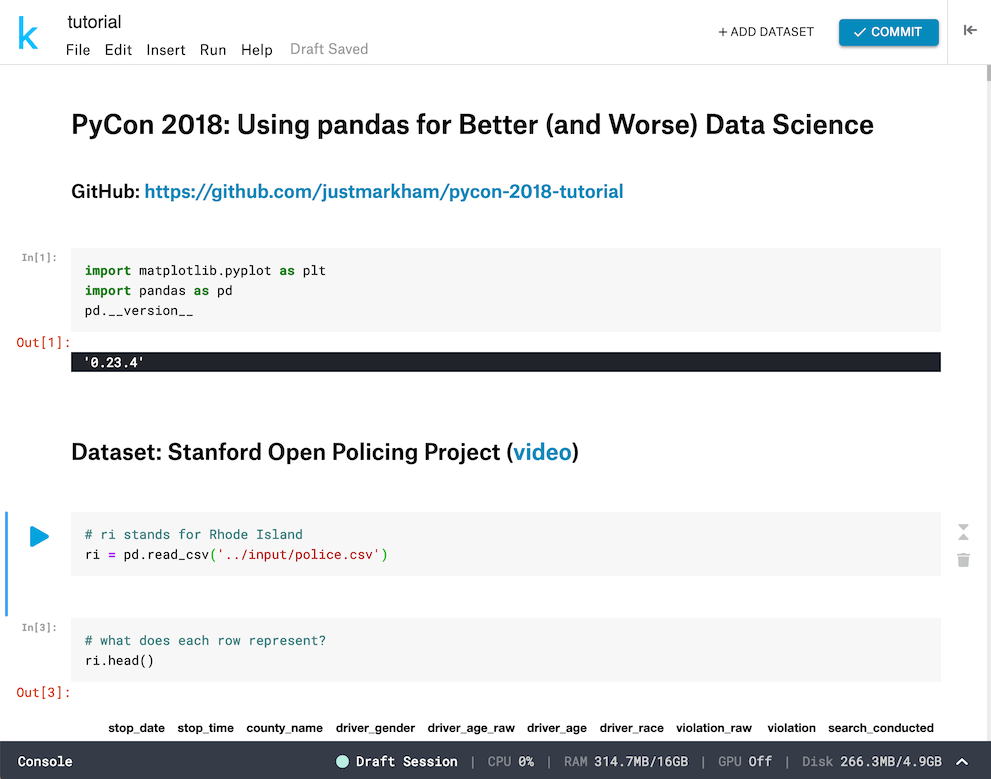 k
tutorial
File Edit Insert Run Help Draft Saved
+ ADD DATASET
COMMIT
PyCon 2018: Using pandas for Better (and Worse) Data Science
GitHub: https://github.com/justmarkham/pycon-2018-tutorial
In[1]:
import matplotlib.pyplot as plt
import pandas as pd
pd.__version__
Out[1]:
'0.23.4'
Dataset: Stanford Open Policing Project (video)
# ri stands for Rhode Island
ri = pd.read_csv('../input/police.csv')
In[3]:
# what does each row represent?
ri.head()
Out[3]:
stop_date stop_time county_name driver_gender driver_age_raw driver_age driver_race violation_raw violation search_conducted
Console Draft Session | CPU 0% | RAM 314.7MB/16GB | GPU Off | Disk 266.3MB/4.9GB